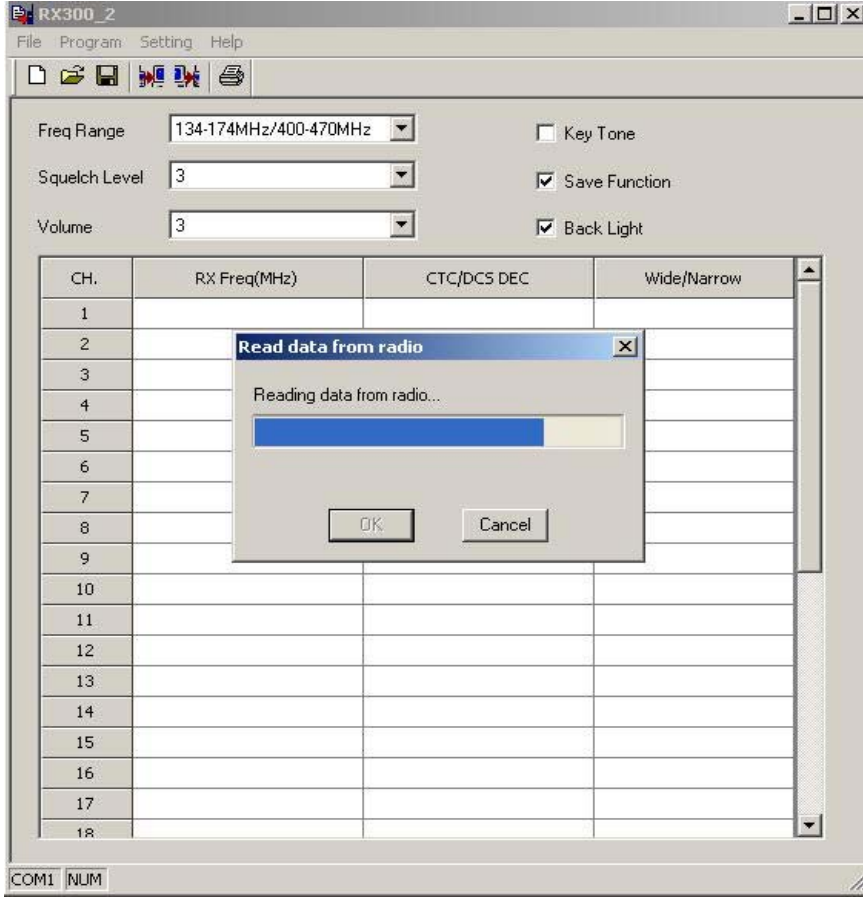 RX300_2
File Program Setting Help
Freq Range 134-174MHz/400-470MHz Key Tone
Squelch Level 3 Save Function
Volume 3 Back Light
CH. RX Freq(MHz) CTC/DCS DEC Wide/Narrow
1
2
Read data from radio
3
Reading data from radio...
4
5
6
7
8
OK Cancel
9
10
11
12
13
14
15
16
17
18
COM1 NUM